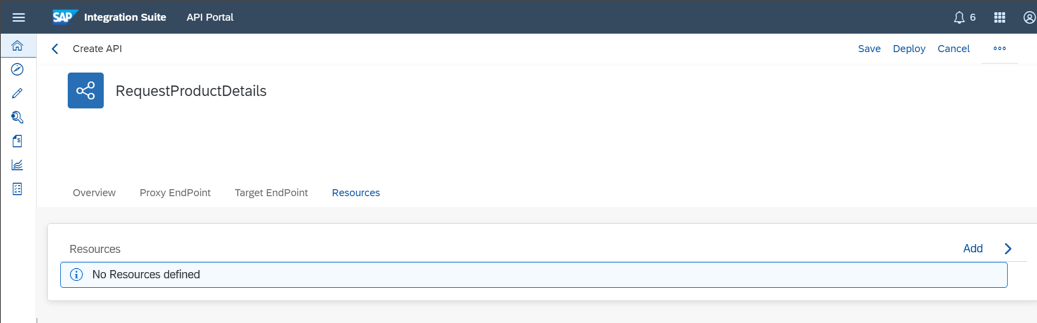 SAP Integration Suite API Portal 6
Create API Save Deploy Cancel
RequestProductDetails
Overview Proxy EndPoint Target EndPoint Resources
Resources Add
No Resources defined